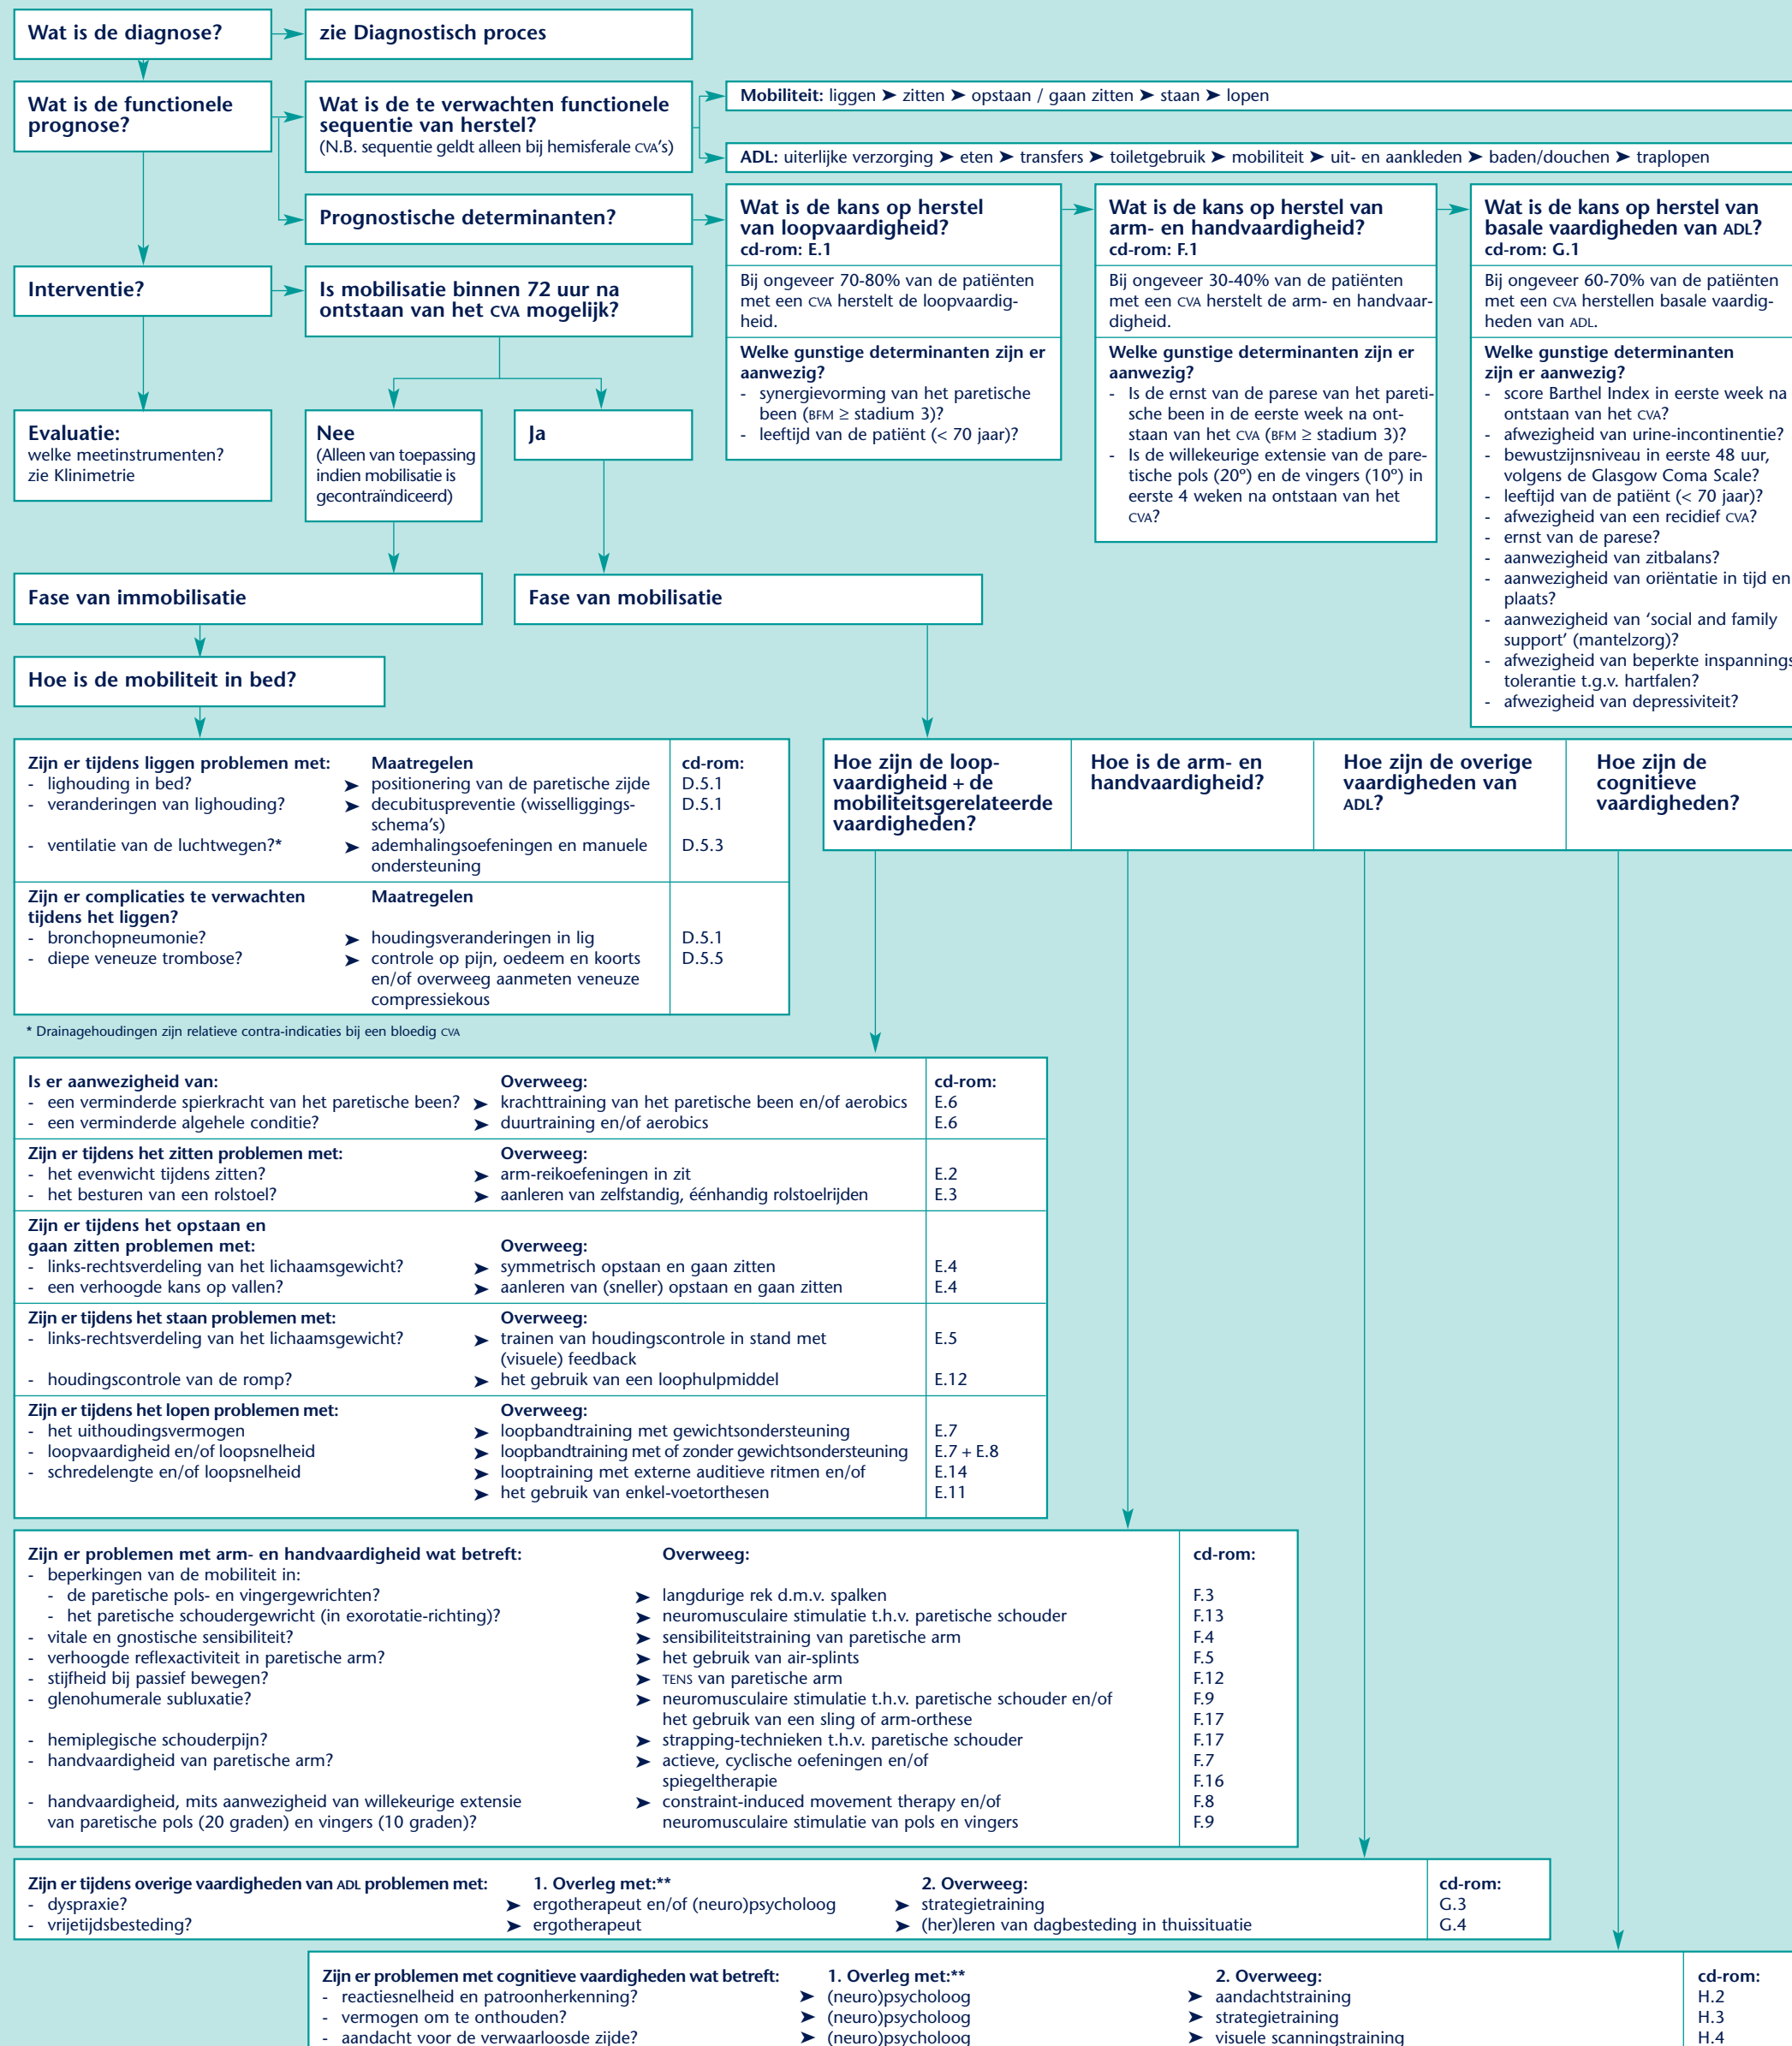 Wat is de diagnose?
zie Diagnostisch proces
Wat is de functionele
prognose?
Wat is de te verwachten functionele
sequentie van herstel?
(N.B. sequentie geldt alleen bij hemisferale CVA's)
Mobiliteit: liggen ➤ zitten ➤ opstaan / gaan zitten ➤ staan ➤ lopen
ADL: uiterlijke verzorging ➤ eten ➤ transfers ➤ toiletgebruik ➤ mobiliteit ➤ uit- en aankleden ➤ baden/douchen ➤ traplopen
Prognostische determinanten?
Wat is de kans op herstel
van loopvaardigheid?
cd-rom: E.1
Bij ongeveer 70-80% van de patiënten
met een CVA herstelt de loopvaardig-
heid.
Welke gunstige determinanten zijn er
aanwezig?
- synergievorming van het paretische
been (BFM ≥ stadium 3)?
- leeftijd van de patiënt (< 70 jaar)?
Wat is de kans op herstel van
arm- en handvaardigheid?
cd-rom: F.1
Bij ongeveer 30-40% van de patiënten
met een CVA herstelt de arm- en handvaar-
digheid.
Welke gunstige determinanten zijn er
aanwezig?
- Is de ernst van de parese van het pareti-
sche been in de eerste week na ont-
staan van het CVA (BFM ≥ stadium 3)?
- Is de willekeurige extensie van de pare-
tische pols (20º) en de vingers (10º) in
eerste 4 weken na ontstaan van het
CVA?
Wat is de kans op herstel van
basale vaardigheden van ADL?
cd-rom: G.1
Bij ongeveer 60-70% van de patiënten
met een CVA herstellen basale vaardig-
heden van ADL.
Welke gunstige determinanten
zijn er aanwezig?
- score Barthel Index in eerste week na
ontstaan van het CVA?
- afwezigheid van urine-incontinentie?
- bewustzijnsniveau in eerste 48 uur,
volgens de Glasgow Coma Scale?
- leeftijd van de patiënt (< 70 jaar)?
- afwezigheid van een recidief CVA?
- ernst van de parese?
- aanwezigheid van zitbalans?
- aanwezigheid van oriëntatie in tijd en
plaats?
- aanwezigheid van 'social and family
support' (mantelzorg)?
- afwezigheid van beperkte inspannings
tolerantie t.g.v. hartfalen?
- afwezigheid van depressiviteit?
Interventie?
Is mobilisatie binnen 72 uur na
ontstaan van het CVA mogelijk?
Evaluatie:
welke meetinstrumenten?
zie Klinimetrie
Nee
(Alleen van toepassing
indien mobilisatie is
gecontraïndiceerd)
Ja
Fase van immobilisatie
Fase van mobilisatie
Hoe is de mobiliteit in bed?
Zijn er tijdens liggen problemen met: Maatregelen cd-rom:
- lighouding in bed? ➤ positionering van de paretische zijde D.5.1
- veranderingen van lighouding? ➤ decubituspreventie (wisselliggings- D.5.1
schema's)
- ventilatie van de luchtwegen?* ➤ ademhalingsoefeningen en manuele D.5.3
ondersteuning
Zijn er complicaties te verwachten Maatregelen
tijdens het liggen?
- bronchopneumonie? ➤ houdingsveranderingen in lig D.5.1
- diepe veneuze trombose? ➤ controle op pijn, oedeem en koorts D.5.5
en/of overweeg aanmeten veneuze
compressiekous
* Drainagehoudingen zijn relatieve contra-indicaties bij een bloedig CVA
Hoe zijn de loop-
vaardigheid + de
mobiliteitsgerelateerde
vaardigheden?
Hoe is de arm- en
handvaardigheid?
Hoe zijn de overige
vaardigheden van
ADL?
Hoe zijn de
cognitieve
vaardigheden?
Is er aanwezigheid van: Overweeg: cd-rom:
- een verminderde spierkracht van het paretische been? ➤ krachttraining van het paretische been en/of aerobics E.6
- een verminderde algehele conditie? ➤ duurtraining en/of aerobics E.6
Zijn er tijdens het zitten problemen met: Overweeg:
- het evenwicht tijdens zitten? ➤ arm-reikoefeningen in zit E.2
- het besturen van een rolstoel? ➤ aanleren van zelfstandig, éénhandig rolstoelrijden E.3
Zijn er tijdens het opstaan en
gaan zitten problemen met: Overweeg:
- links-rechtsverdeling van het lichaamsgewicht? ➤ symmetrisch opstaan en gaan zitten E.4
- een verhoogde kans op vallen? ➤ aanleren van (sneller) opstaan en gaan zitten E.4
Zijn er tijdens het staan problemen met: Overweeg:
- links-rechtsverdeling van het lichaamsgewicht? ➤ trainen van houdingscontrole in stand met E.5
(visuele) feedback
- houdingscontrole van de romp? ➤ het gebruik van een loophulpmiddel E.12
Zijn er tijdens het lopen problemen met: Overweeg:
- het uithoudingsvermogen ➤ loopbandtraining met gewichtsondersteuning E.7
- loopvaardigheid en/of loopsnelheid ➤ loopbandtraining met of zonder gewichtsondersteuning E.7 + E.8
- schredelengte en/of loopsnelheid ➤ looptraining met externe auditieve ritmen en/of E.14
➤ het gebruik van enkel-voetorthesen E.11
Zijn er problemen met arm- en handvaardigheid wat betreft: Overweeg: cd-rom:
- beperkingen van de mobiliteit in:
- de paretische pols- en vingergewrichten? ➤ langdurige rek d.m.v. spalken F.3
- het paretische schoudergewricht (in exorotatie-richting)? ➤ neuromusculaire stimulatie t.h.v. paretische schouder F.13
- vitale en gnostische sensibiliteit? ➤ sensibiliteitstraining van paretische arm F.4
- verhoogde reflexactiviteit in paretische arm? ➤ het gebruik van air-splints F.5
- stijfheid bij passief bewegen? ➤ TENS van paretische arm F.12
- glenohumerale subluxatie? ➤ neuromusculaire stimulatie t.h.v. paretische schouder en/of F.9
het gebruik van een sling of arm-orthese F.17
- hemiplegische schouderpijn? ➤ strapping-technieken t.h.v. paretische schouder F.17
- handvaardigheid van paretische arm? ➤ actieve, cyclische oefeningen en/of F.7
spiegeltherapie F.16
- handvaardigheid, mits aanwezigheid van willekeurige extensie ➤ constraint-induced movement therapy en/of F.8
van paretische pols (20 graden) en vingers (10 graden)? neuromusculaire stimulatie van pols en vingers F.9
Zijn er tijdens overige vaardigheden van ADL problemen met: 1. Overleg met:** 2. Overweeg: cd-rom:
- dyspraxie? ➤ ergotherapeut en/of (neuro)psycholoog ➤ strategietraining G.3
- vrijetijdsbesteding? ➤ ergotherapeut ➤ (her)leren van dagbesteding in thuissituatie G.4
Zijn er problemen met cognitieve vaardigheden wat betreft: 1. Overleg met:** 2. Overweeg: cd-rom:
- reactiesnelheid en patroonherkenning? ➤ (neuro)psycholoog ➤ aandachtstraining H.2
- vermogen om te onthouden? ➤ (neuro)psycholoog ➤ strategietraining H.3
- aandacht voor de verwaarloosde zijde? ➤ (neuro)psycholoog ➤ visuele scanningstraining H.4